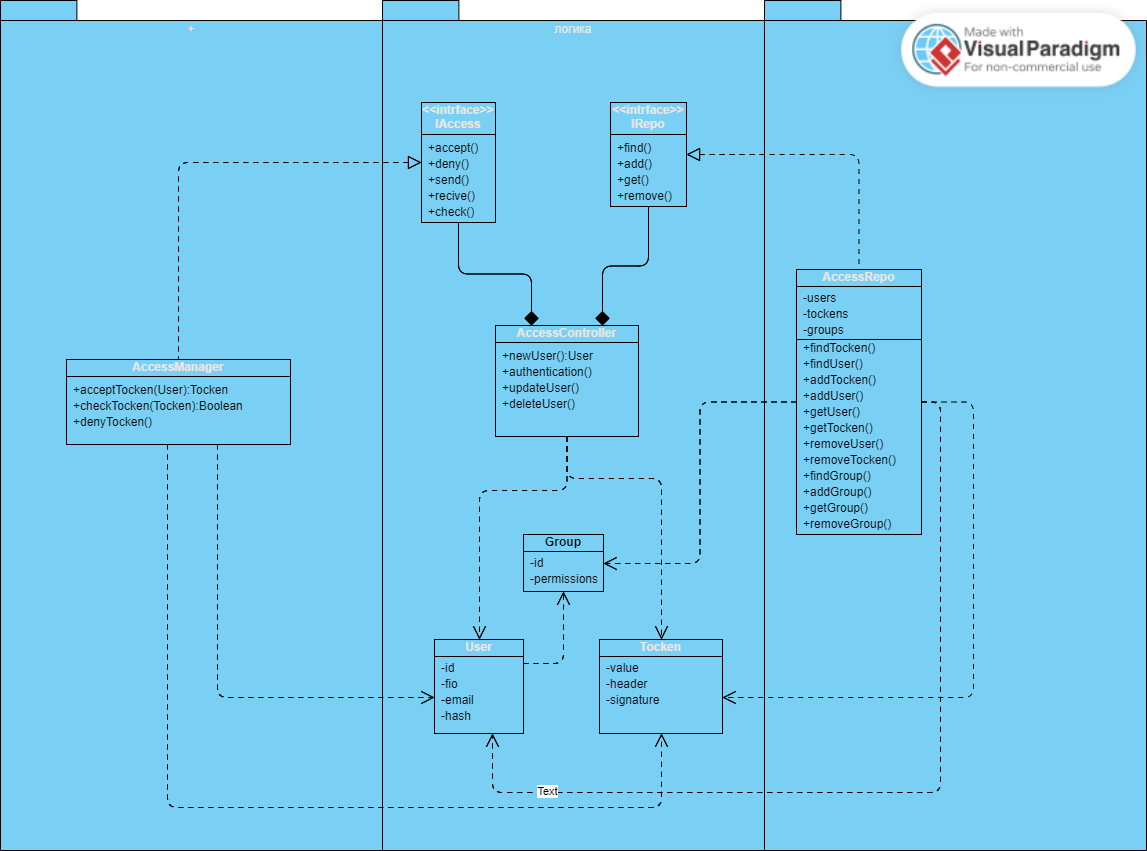 +
логика
Made with
Visual Paradigm
For non-commercial use
<<intrface>>
IAccess
+accept()
+deny()
+send()
+recive()
+check()
<<intrface>>
IRepo
+find()
+add()
+get()
+remove()
AccessRepo
-users
-tockens
-groups
+findTocken()
+findUser()
+addTocken()
+addUser()
+getUser()
+getTocken()
+removeUser()
+removeTocken()
+findGroup()
+addGroup()
+getGroup()
+removeGroup()
AccessController
+newUser():User
+authentication()
+updateUser()
+deleteUser()
AccessManager
+acceptTocken(User):Tocken
+checkTocken(Tocken):Boolean
+denyTocken()
Group
-id
-permissions
User
-id
-fio
-email
-hash
Tocken
-value
-header
-signature
Text